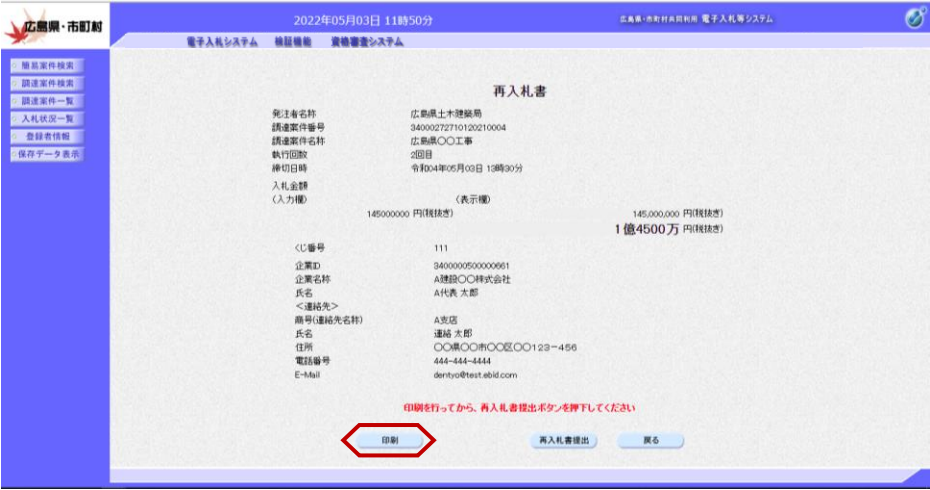 広島県・市町村
2022年05月03日 11時50分
広島県・市町村共同利用 電子入札等システム
電子入札システム 検証機能 資格審査システム
簡易案件検索
調達案件検索
調達案件一覧
入札状況一覧
登録者情報
保存データ表示
再入札書
発注者名称 広島県土木建築局
調達案件番号 34000272710120210004
調達案件名称 広島県〇〇工事
執行回数 2回目
締切日時 令和04年05月03日 13時30分
入札金額
(入力欄) (表示欄)
145000000 円(税抜き) 145,000,000 円(税抜き)
1億4500万 円(税抜き)
くじ番号 111
企業ID 3400000500000661
企業名称 A建設〇〇株式会社
氏名 A代表 太郎
<連絡先>
商号(連絡先名称) A支店
氏名 連絡 太郎
住所 〇〇県〇〇市〇〇区〇〇123-456
電話番号 444-444-4444
E-Mail dentyo@test.ebid.com
印刷を行ってから、再入札書提出ボタンを押下してください
印刷 再入札書提出 戻る